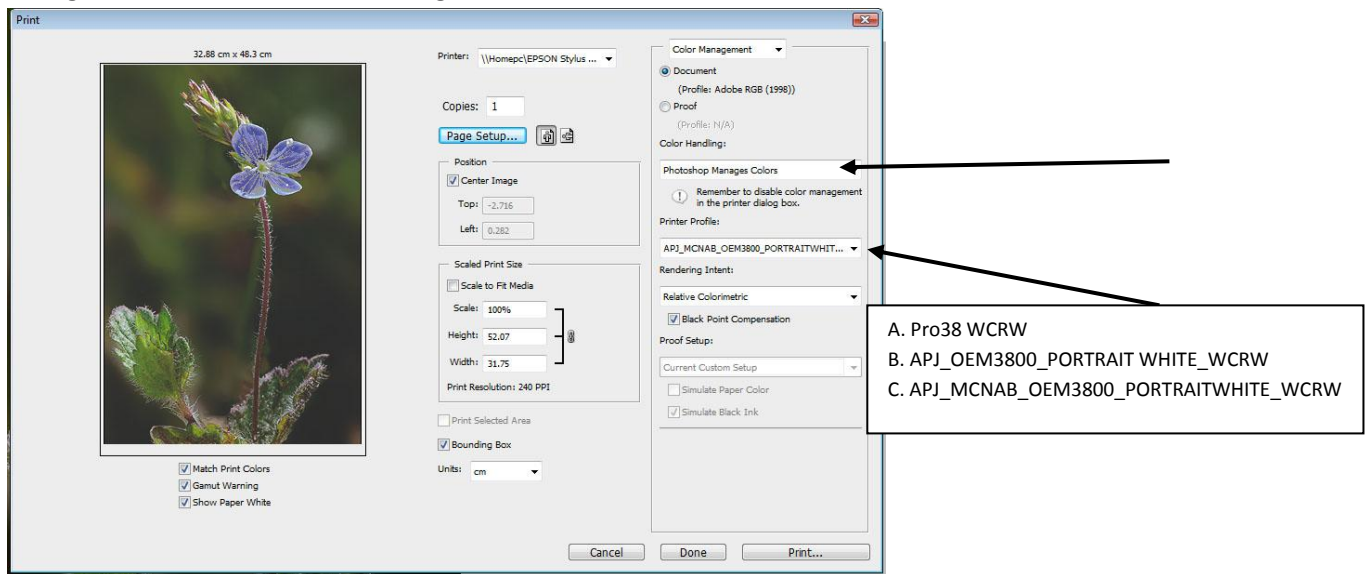 Print
32.88 cm x 48.3 cm
Match Print Colors
Gamut Warning
Show Paper White
Printer: \\Homepc\EPSON Stylus ...
Copies: 1
Page Setup...
Position
Center Image
Top: -2.716
Left: 0.282
Scaled Print Size
Scale to Fit Media
Scale: 100%
Height: 52.07
Width: 31.75
Print Resolution: 240 PPI
Print Selected Area
Bounding Box
Units: cm
Color Management
Document
(Profile: Adobe RGB (1998))
Proof
(Profile: N/A)
Color Handling:
Photoshop Manages Colors
Remember to disable color management
in the printer dialog box.
Printer Profile:
APJ_MCNAB_OEM3800_PORTRAITWHIT...
Rendering Intent:
Relative Colorimetric
Black Point Compensation
Proof Setup:
Current Custom Setup
Simulate Paper Color
Simulate Black Ink
Cancel
Done
Print...
A. Pro38 WCRW
B. APJ_OEM3800_PORTRAIT WHITE_WCRW
C. APJ_MCNAB_OEM3800_PORTRAITWHITE_WCRW